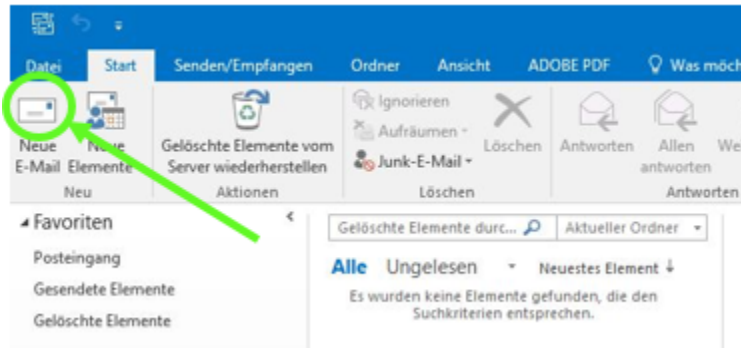 Datei Start Senden/Empfangen Ordner Ansicht ADOBE PDF Was möch
Neue E-Mail
Neue Elemente
Gelöschte Elemente vom Server wiederherstellen
Ignorieren
Aufräumen
Junk-E-Mail
Löschen
Antworten
Allen antworten
We
Neu Aktionen Löschen Antworten
Favoriten
Posteingang
Gesendete Elemente
Gelöschte Elemente
Gelöschte Elemente durc... Aktueller Ordner
Alle Ungelesen Neuestes Element ↓
Es wurden keine Elemente gefunden, die den
Suchkriterien entsprechen.